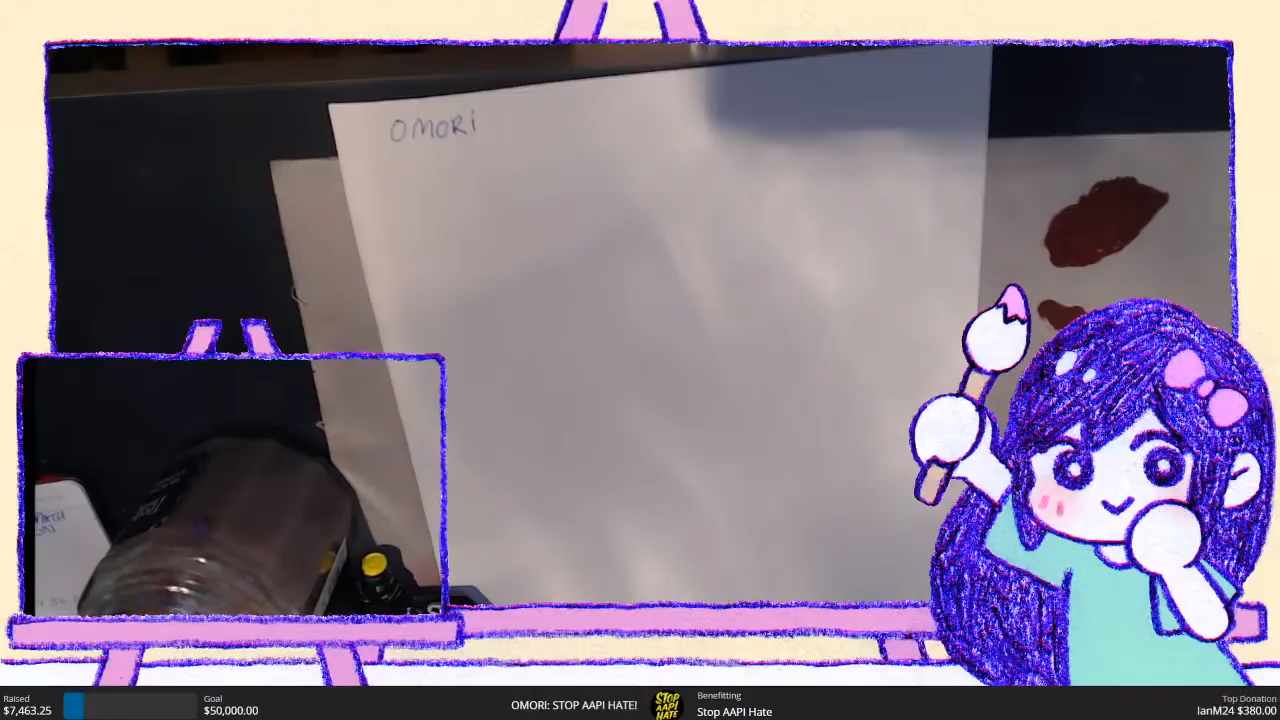 OMORi
Raised
$7,463.25
Goal
$50,000.00
OMORI: STOP AAPI HATE!
STOP
AAPI
HATE
Benefitting
Stop AAPI Hate
Top Donation
IanM24 $380.00